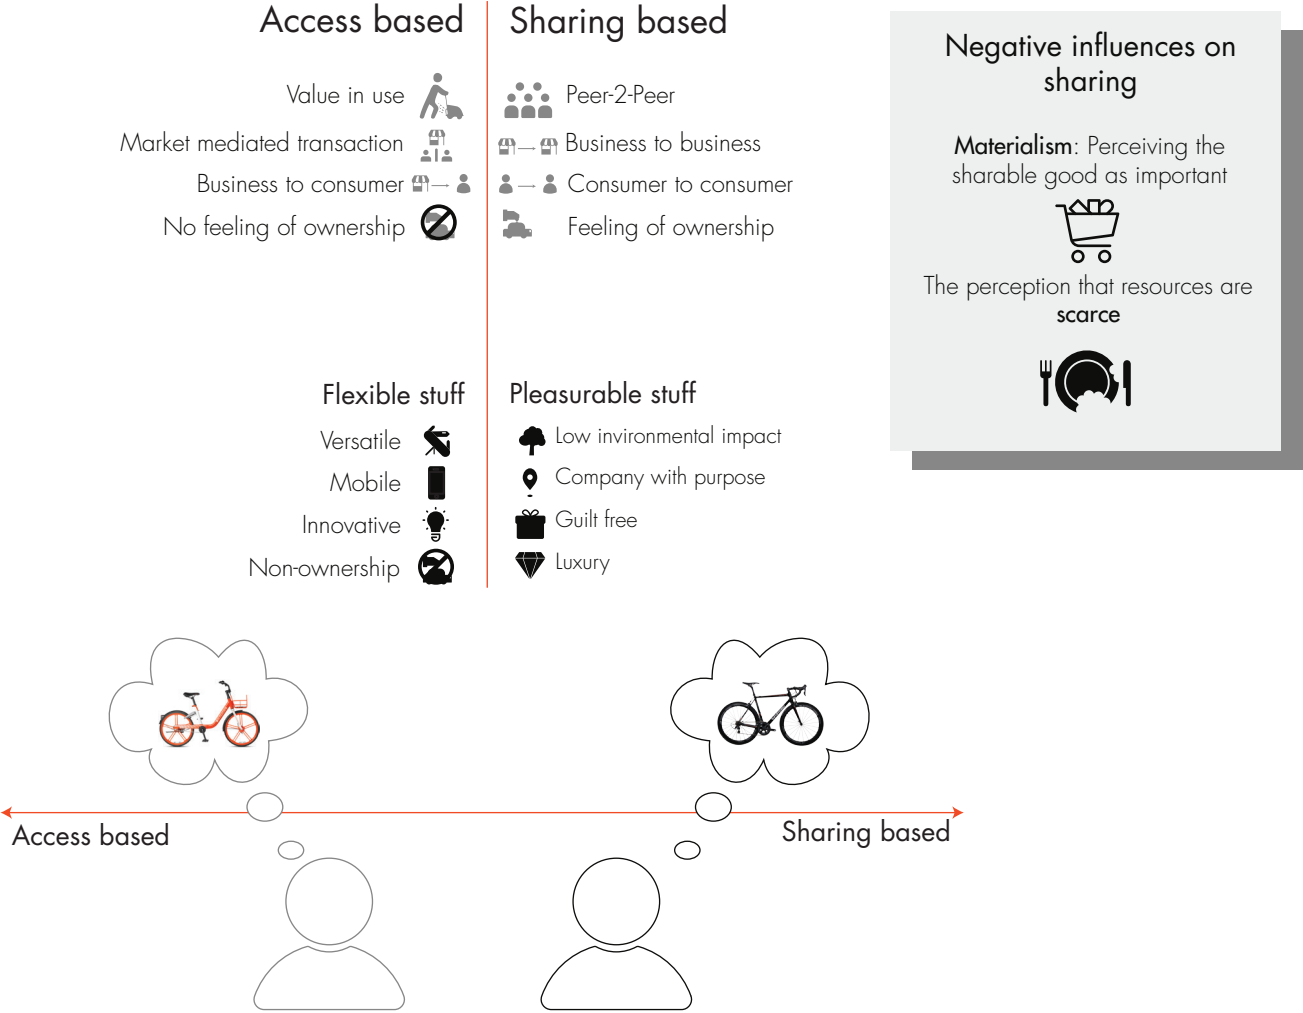 Access based
Value in use
Market mediated transaction
Business to consumer
No feeling of ownership
Sharing based
Peer-2-Peer
Business to business
Consumer to consumer
Feeling of ownership
Negative influences on
sharing
Materialism: Perceiving the
sharable good as important
The perception that resources are
scarce
Flexible stuff
Versatile
Mobile
Innovative
Non-ownership
Pleasurable stuff
Low invironmental impact
Company with purpose
Guilt free
Luxury
Access based
Sharing based